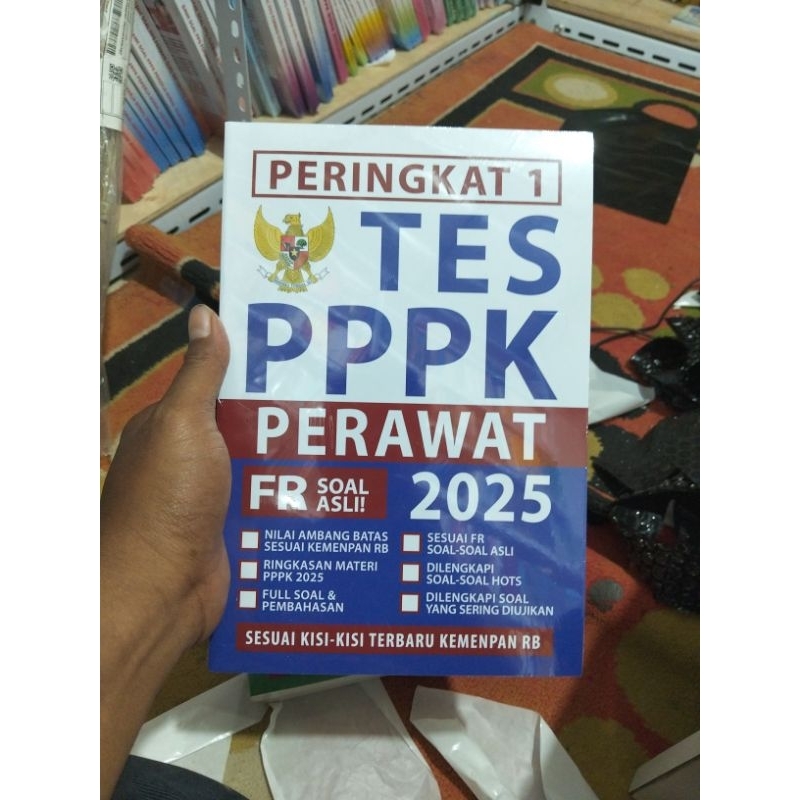 PERINGKAT 1
TES
PPPK
PERAWAT
FR SOAL
ASLI!
2025
NILAI AMBANG BATAS
SESUAI KEMENPAN RB
RINGKASAN MATERI
PPPK 2025
FULL SOAL &
PEMBAHASAN
SESUAI FR
SOAL-SOAL ASLI
DILENGKAPI
SOAL-SOAL HOTS
DILENGKAPI SOAL
YANG SERING DIUJIKAN
SESUAI KISI-KISI TERBARU KEMENPAN RB